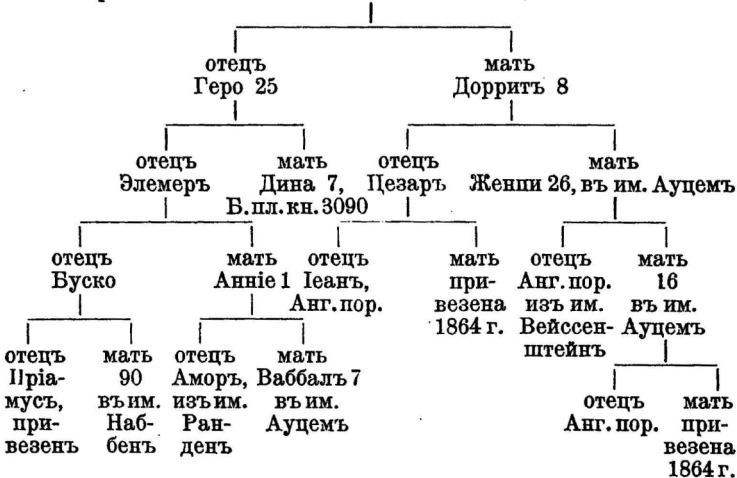 отецъ мать
Геро 25 Дорритъ 8
отецъ мать отецъ мать
Элемеръ Дина 7, Цезаръ Женни 26, въ им. Ауцемъ
Б.пл.кн. 3090
отецъ мать отецъ мать отецъ мать
Буско Анніе 1 Іеанъ, при- Анг. пор. 16
Анг. пор. везена изъ им. въ им.
1864 г. Вейссен- Ауцемъ
штейнъ
отецъ мать отецъ мать
Пріа- 90 Аморъ, Ваббалъ 7
мусъ, въ им. изъ им. въ им.
при- Наб- Ран- Ауцемъ
везенъ бенъ денъ
отецъ мать
Анг. пор. при-
везена
1864 г.